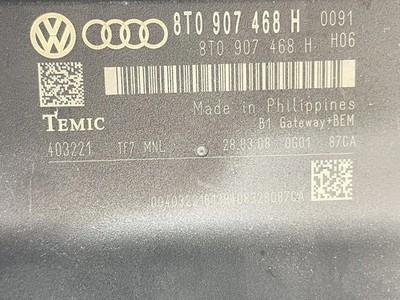 8T0 907 468 H 0091
8T0 907 468 H H06
Made in Philippines
TEMIC
B1 Gateway+BEM
403221 TF7 MNL 28.03.08 0G01 87CA